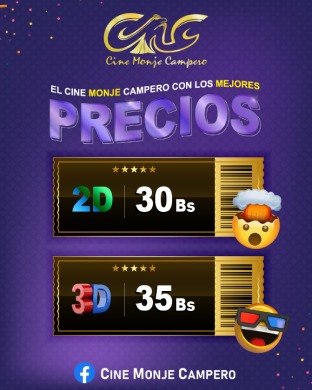 CMC
Cine Monje Campero
EL CINE MONJE CAMPERO CON LOS MEJORES
PRECIOS
2D 30 Bs
3D 35 Bs
CINE MONJE CAMPERO